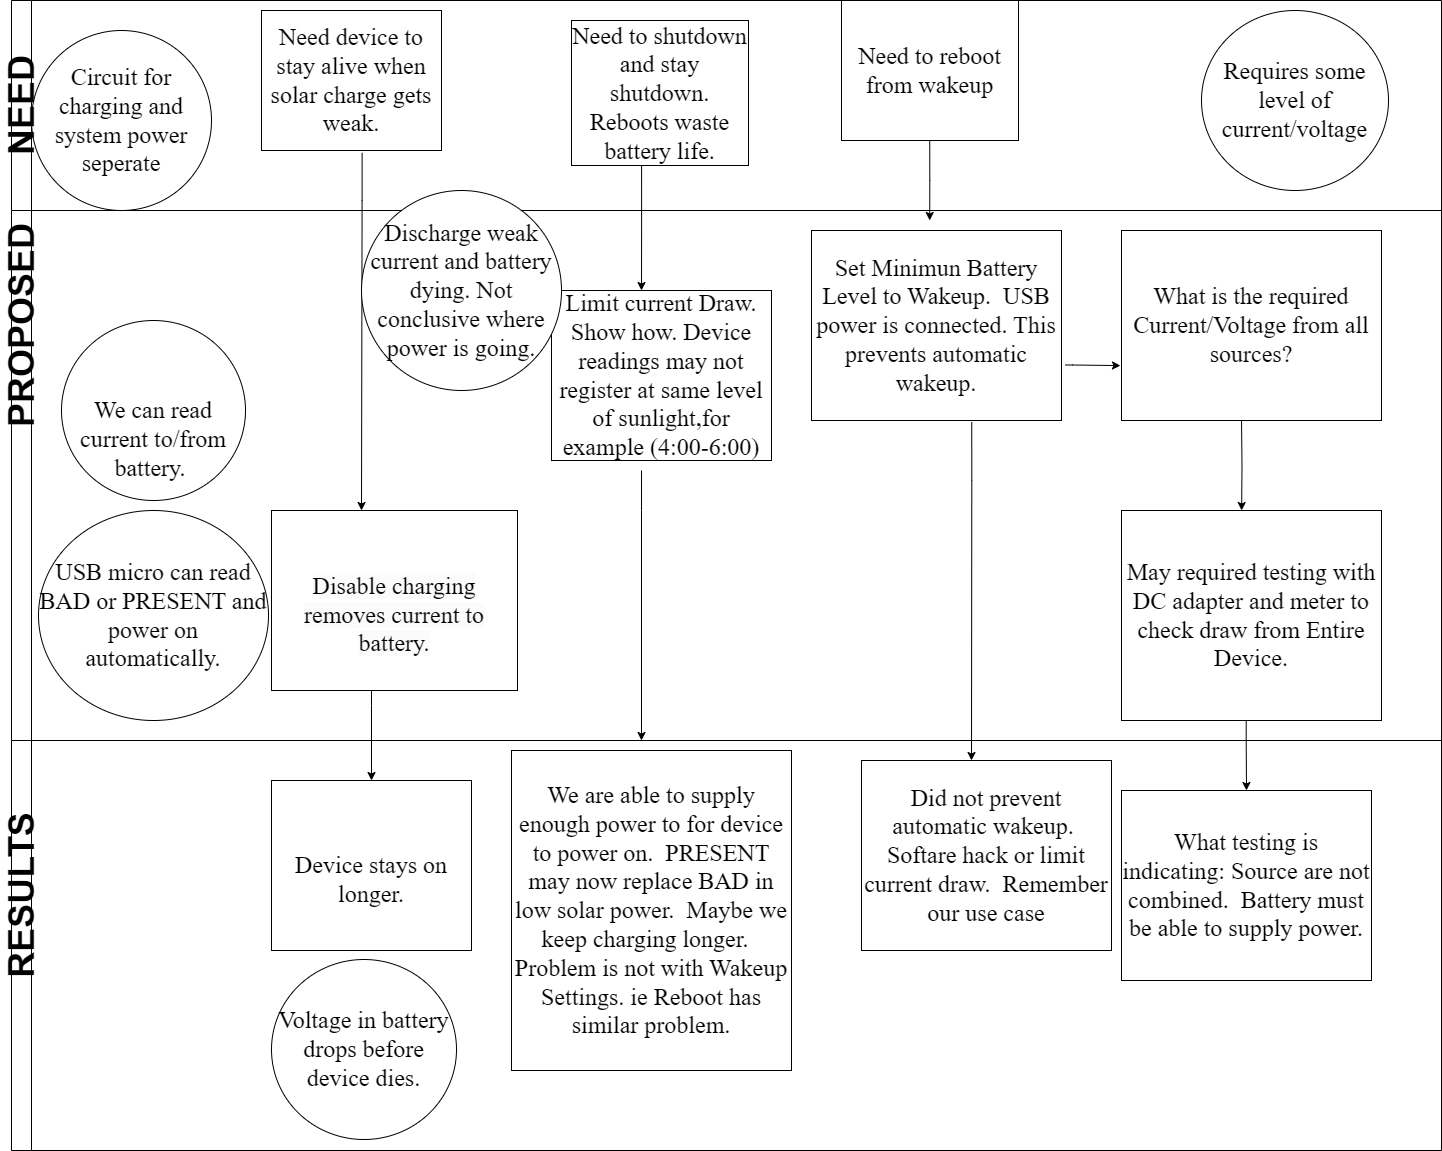 NEED
Circuit for
charging and
system power
seperate
Need device to
stay alive when
solar charge gets
weak.
Need to shutdown
and stay
shutdown.
Reboots waste
battery life.
Need to reboot
from wakeup
Requires some
level of
current/voltage
PROPOSED
Discharge weak
current and battery
dying. Not
conclusive where
power is going.
Limit current Draw.
Show how. Device
readings may not
register at same level
of sunlight,for
example (4:00-6:00)
Set Minimun Battery
Level to Wakeup.  USB
power is connected. This
prevents automatic
wakeup.
What is the required
Current/Voltage from all
sources?
We can read
current to/from
battery.
USB micro can read
BAD or PRESENT and
power on
automatically.
Disable charging
removes current to
battery.
May required testing with
DC adapter and meter to
check draw from Entire
Device.
RESULTS
Device stays on
longer.
Voltage in battery
drops before
device dies.
We are able to supply
enough power to for device
to power on.  PRESENT
may now replace BAD in
low solar power.  Maybe we
keep charging longer.
Problem is not with Wakeup
Settings. ie Reboot has
similar problem.
Did not prevent
automatic wakeup.
Softare hack or limit
current draw.  Remember
our use case
What testing is
indicating: Source are not
combined.  Battery must
be able to supply power.